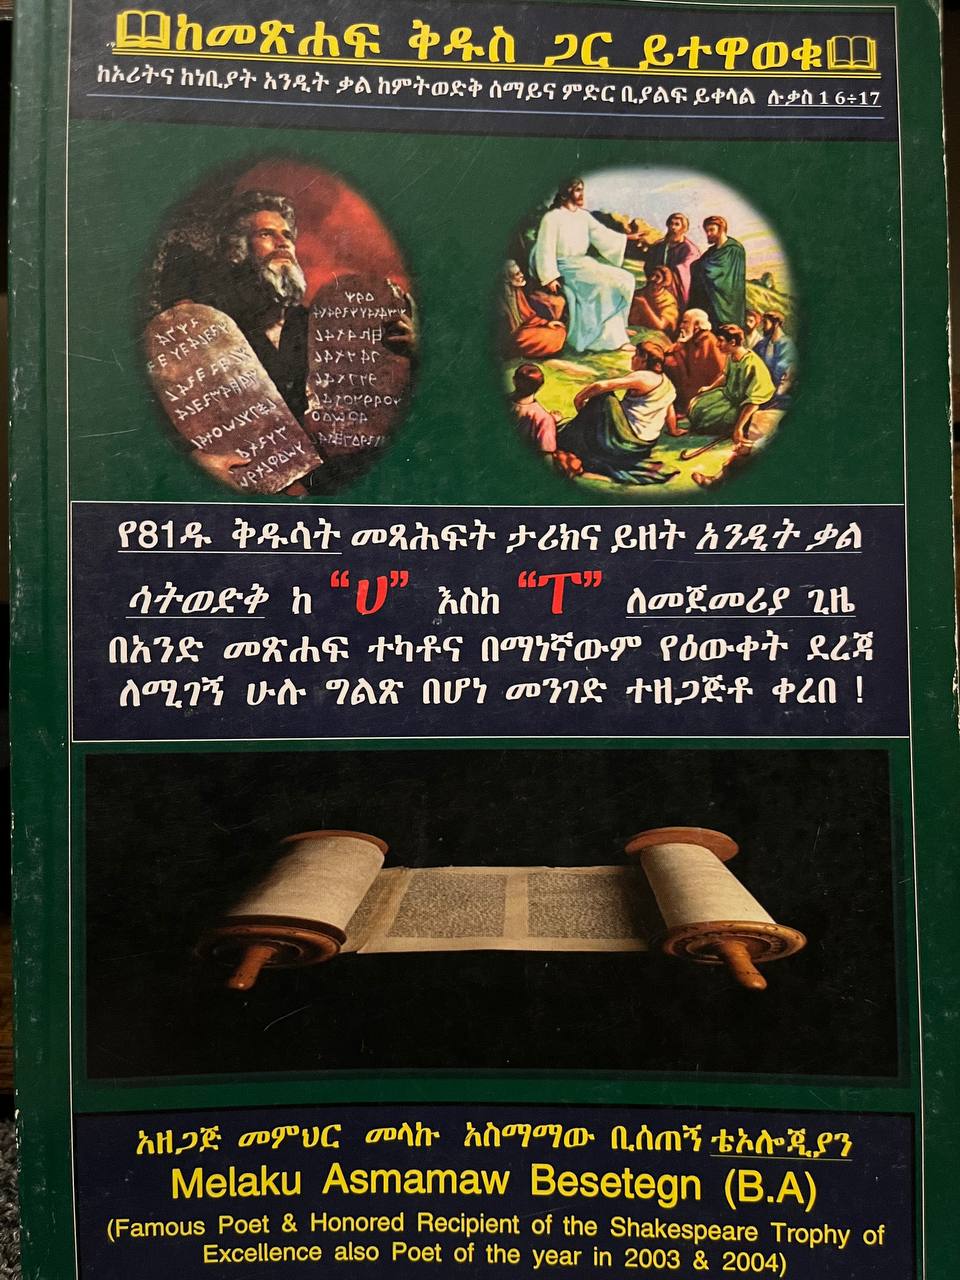 ከመጽሐፍ ቅዱስ ጋር ይተዋወቁ
ከኦሪትና ከነቢያት አንዲት ቃል ከምትወድቅ ሰማይና ምድር ቢያልፍ ይቀላል ሉቃስ 1 6÷17
የ81ዱ ቅዱሳት መጻሕፍት ታሪክና ይዘት አንዲት ቃል
ሳትወድቅ ከ “ሀ” እስከ “ፐ” ለመጀመሪያ ጊዜ
በአንድ መጽሐፍ ተካቶና በማነኛውም የዕውቀት ደረጃ
ለሚገኝ ሁሉ ግልጽ በሆነ መንገድ ተዘጋጅቶ ቀረበ !
አዘጋጅ መምህር መላኩ አስማማው ቢሰጠኝ ቴኦሎጂያን
Melaku Asmamaw Besetegn (B.A)
(Famous Poet & Honored Recipient of the Shakespeare Trophy of
Excellence also Poet of the year in 2003 & 2004)